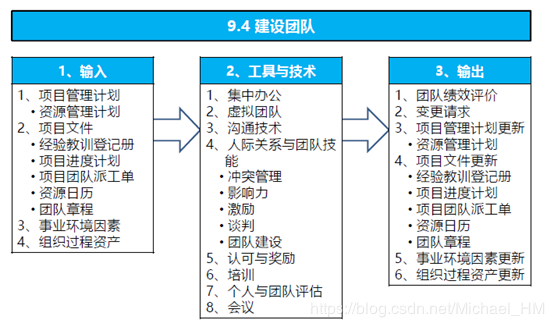 9.4 建设团队
1、输入
1、项目管理计划
• 资源管理计划
2、项目文件
• 经验教训登记册
• 项目进度计划
• 项目团队派工单
• 资源日历
• 团队章程
3、事业环境因素
4、组织过程资产
2、工具与技术
1、集中办公
2、虚拟团队
3、沟通技术
4、人际关系与团队技
能
• 冲突管理
• 影响力
• 激励
• 谈判
• 团队建设
5、认可与奖励
6、培训
7、个人与团队评估
8、会议
3、输出
1、团队绩效评价
2、变更请求
3、项目管理计划更新
• 资源管理计划
4、项目文件更新
• 经验教训登记册
• 项目进度计划
• 项目团队派工单
• 资源日历
• 团队章程
5、事业环境因素更新
6、组织过程资产更新
https://blog.csdn.net/Michael_HM